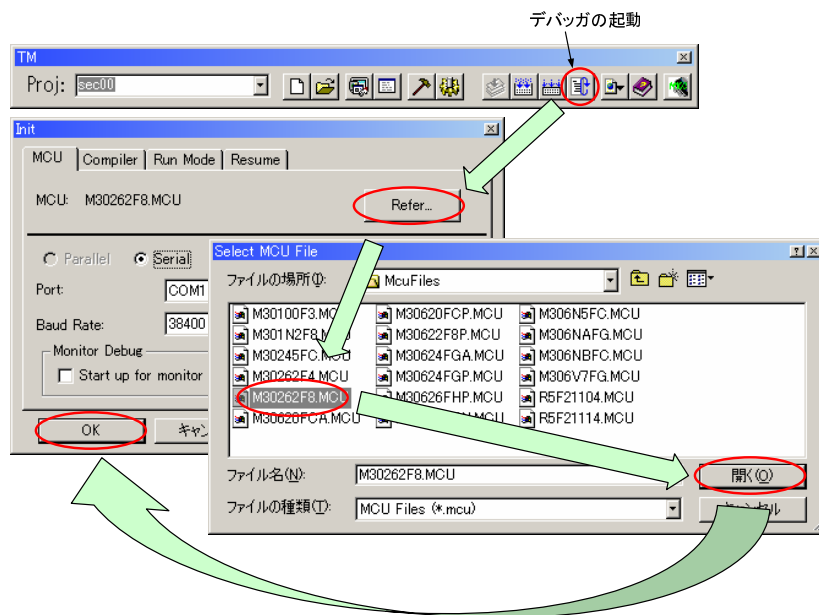 デバッガの起動
TM
Proj: sec00
Init
MCU Compiler Run Mode Resume
MCU: M30262F8.MCU
Refer...
Parallel Serial
Port: COM1
Baud Rate: 38400
Monitor Debug
Start up for monitor
OK
Select MCU File
ファイルの場所(I): McuFiles
M30100F3.MCU M30620FCP.MCU M306N5FC.MCU
M301N2F8.MCU M30622F8P.MCU M306NAFG.MCU
M30245FC.MCU M30624FGA.MCU M306NBFC.MCU
M30262F4.MCU M30624FGP.MCU M306V7FG.MCU
M30262F8.MCU M30626FHP.MCU R5F21104.MCU
M30620FCA.MCU R5F21114.MCU
ファイル名(N): M30262F8.MCU 開く(O)
ファイルの種類(T): MCU Files (*.mcu) キャンセル